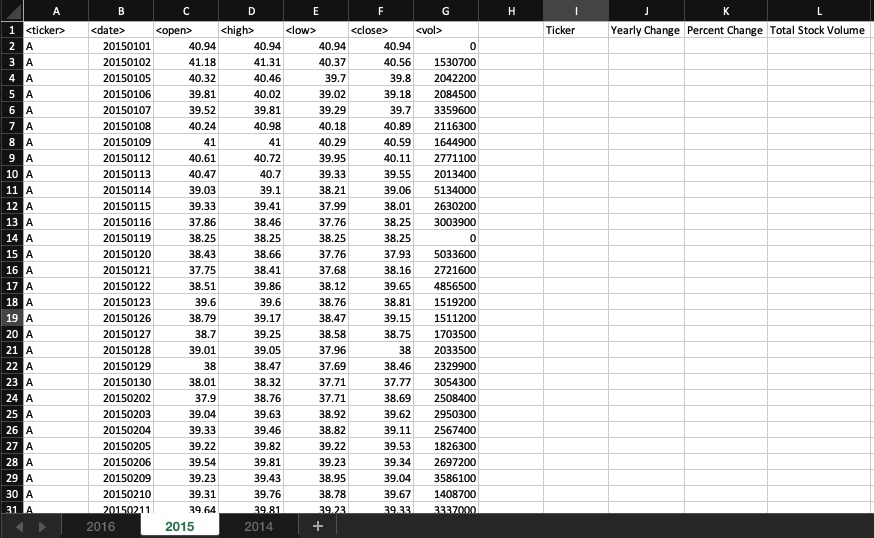 A B C D E F G H I J K L
1 <ticker> <date> <open> <high> <low> <close> <vol> Ticker Yearly Change Percent Change Total Stock Volume
2 A 20150101 40.94 40.94 40.94 40.94 0
3 A 20150102 41.18 41.31 40.37 40.56 1530700
4 A 20150105 40.32 40.46 39.7 39.8 2042200
5 A 20150106 39.81 40.02 39.02 39.18 2084500
6 A 20150107 39.52 39.81 39.29 39.7 3359600
7 A 20150108 40.24 40.98 40.18 40.89 2116300
8 A 20150109 41 41 40.29 40.59 1644900
9 A 20150112 40.61 40.72 39.95 40.11 2771100
10 A 20150113 40.47 40.7 39.33 39.55 2013400
11 A 20150114 39.03 39.1 38.21 39.06 5134000
12 A 20150115 39.33 39.41 37.99 38.01 2630200
13 A 20150116 37.86 38.46 37.76 38.25 3003900
14 A 20150119 38.25 38.25 38.25 38.25 0
15 A 20150120 38.43 38.66 37.76 37.93 5033600
16 A 20150121 37.75 38.41 37.68 38.16 2721600
17 A 20150122 38.51 39.86 38.12 39.65 4856500
18 A 20150123 39.6 39.6 38.76 38.81 1519200
19 A 20150126 38.79 39.17 38.47 39.15 1511200
20 A 20150127 38.7 39.25 38.58 38.75 1703500
21 A 20150128 39.01 39.05 37.96 38 2033500
22 A 20150129 38 38.47 37.69 38.46 2329900
23 A 20150130 38.01 38.32 37.71 37.77 3054300
24 A 20150202 37.9 38.76 37.71 38.69 2508400
25 A 20150203 39.04 39.63 38.92 39.62 2950300
26 A 20150204 39.33 39.46 38.82 39.11 2567400
27 A 20150205 39.22 39.82 39.22 39.53 1826300
28 A 20150206 39.54 39.81 39.23 39.34 2697200
29 A 20150209 39.23 39.43 38.95 39.04 3586100
30 A 20150210 39.31 39.76 38.78 39.67 1408700
31 A 20150211 39.64 39.81 39.23 39.33 3337000
2016 2015 2014 +